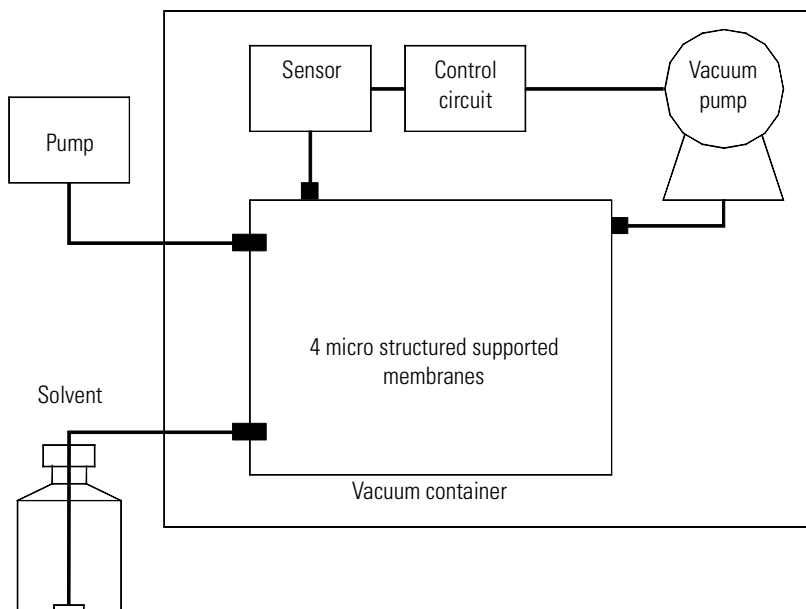 Sensor
Control
circuit
Vacuum
pump
Pump
4 micro structured supported
membranes
Solvent
Vacuum container